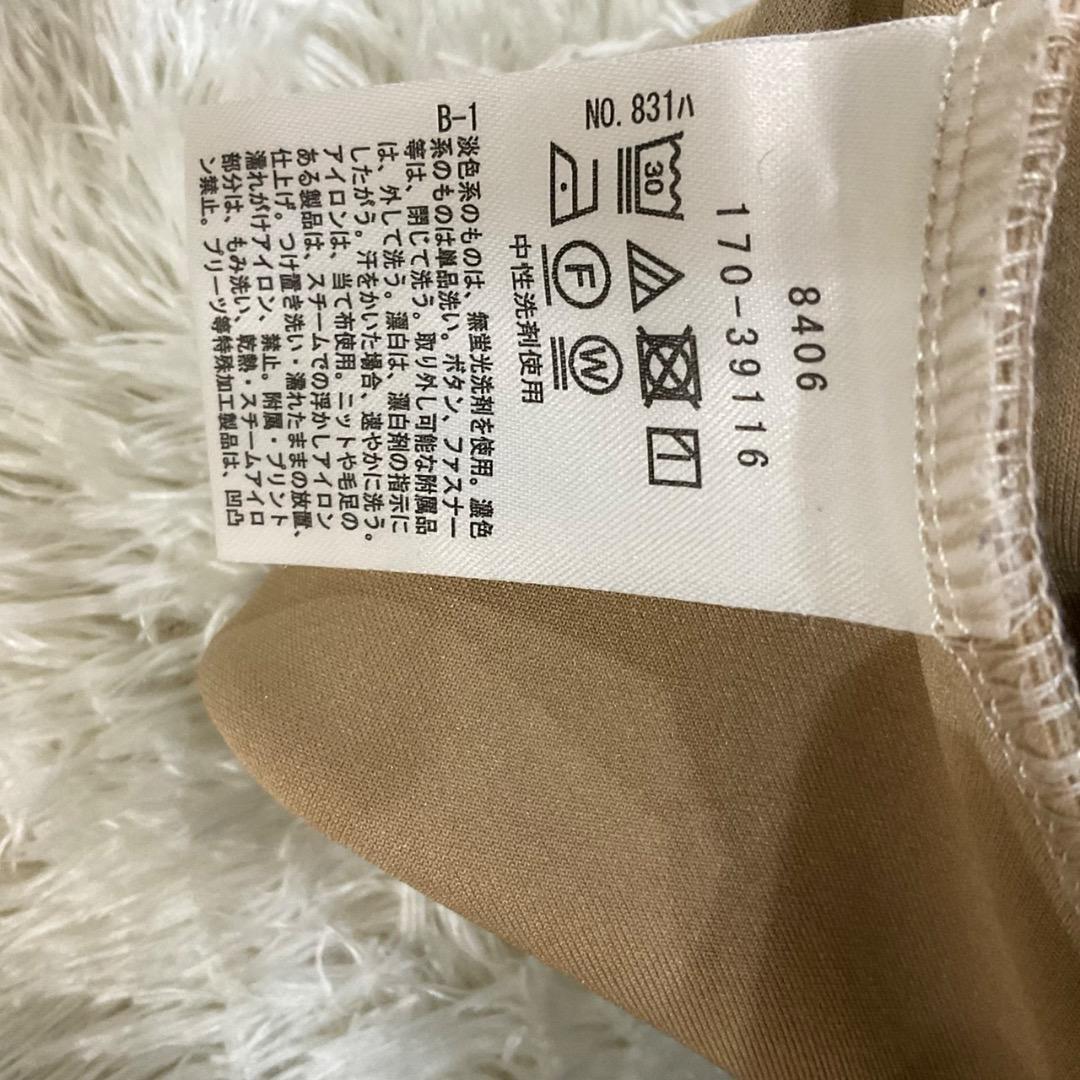 8406
170-39116
NO. 831ハ
30
F
W
中性洗剤使用
B-1
淡色系のものは、無蛍光洗剤を使用。濃色
系のものは単品洗い。ボタン、ファスナー
等は、閉じて洗う。取り外し可能な附属品
は、外して洗う。漂白は、漂白剤の指示に
したがう。汗をかいた場合、速やかに洗う。
アイロンは、当て布使用。ニットや毛足の
ある製品は、スチームでの浮かしアイロン
仕上げ。つけ置き洗い・濡れたままの放置、
濡れがけアイロン、禁止。附属・プリント
部分は、もみ洗い、乾熱・スチームアイロ
ン禁止。プリーツ等特殊加工製品は、凹凸